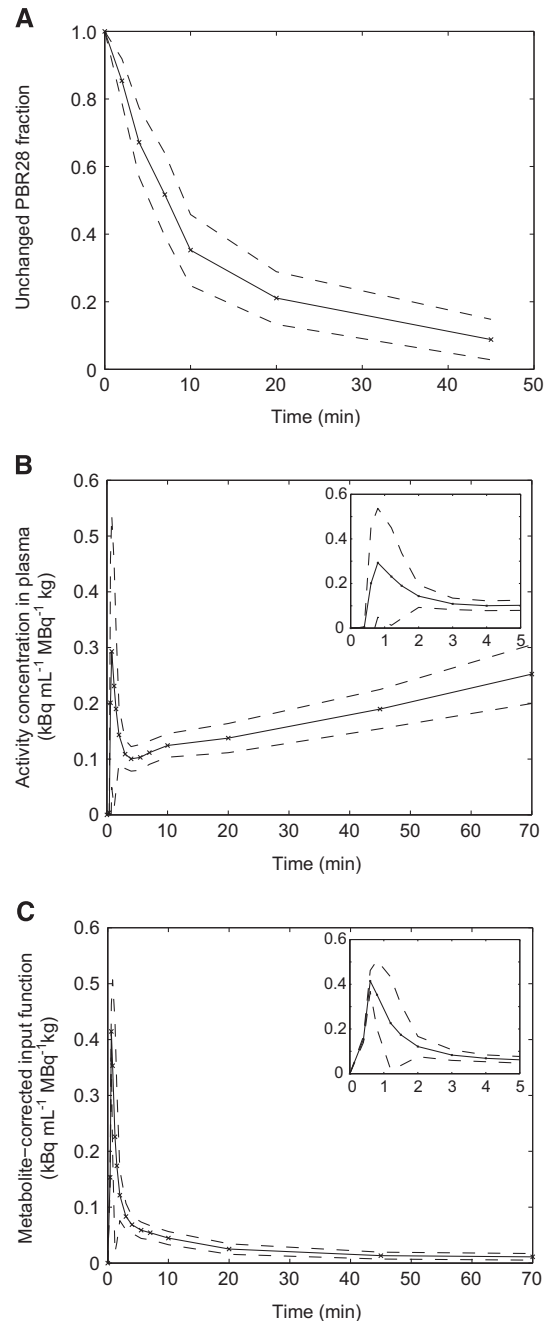 A
Unchanged PBR28 fraction
1.0
0.8
0.6
0.4
0.2
0
0 10 20 30 40 50
Time (min)
B
Activity concentration in plasma
(kBq mL⁻¹ MBq⁻¹ kg)
0.6
0.5
0.4
0.3
0.2
0.1
0
0.6
0.4
0.2
0
0 1 2 3 4 5
0 10 20 30 40 50 60 70
Time (min)
C
Metabolite−corrected input function
(kBq mL⁻¹ MBq⁻¹kg)
0.6
0.5
0.4
0.3
0.2
0.1
0
0.6
0.4
0.2
0
0 1 2 3 4 5
0 10 20 30 40 50 60 70
Time (min)